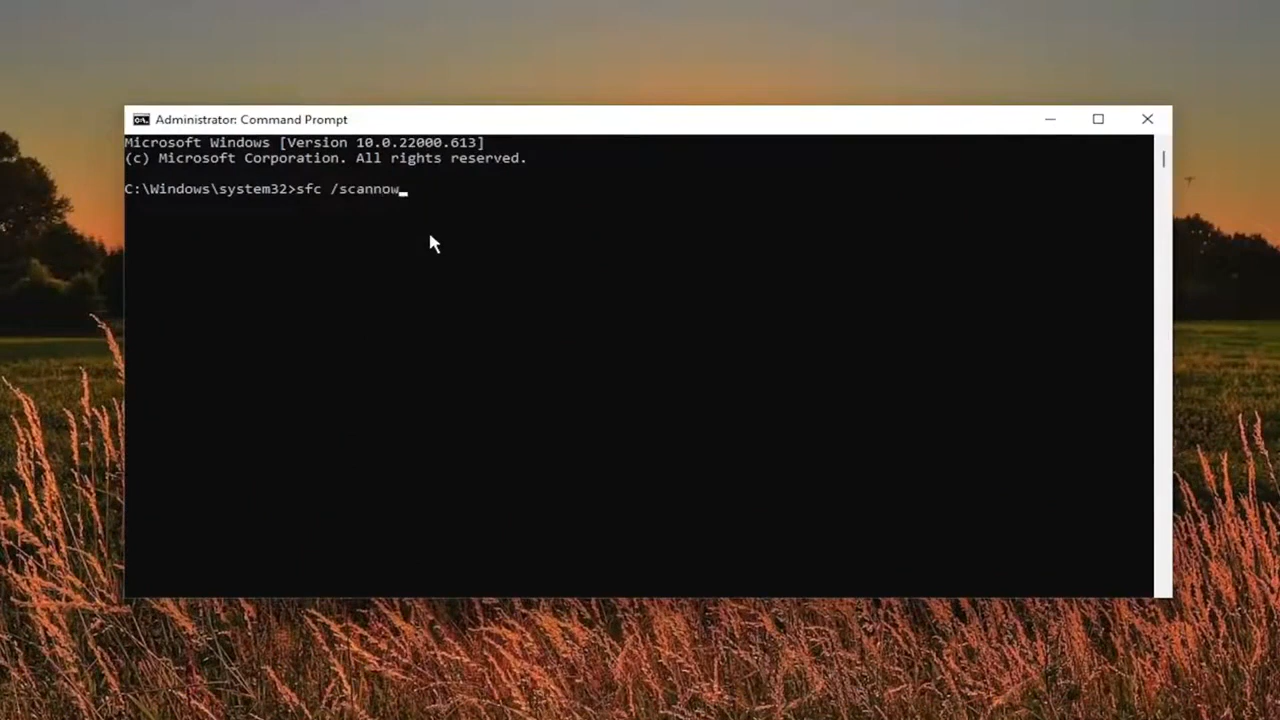 Administrator: Command Prompt
Microsoft Windows [Version 10.0.22000.613]
(c) Microsoft Corporation. All rights reserved.
C:\Windows\system32>sfc /scannow